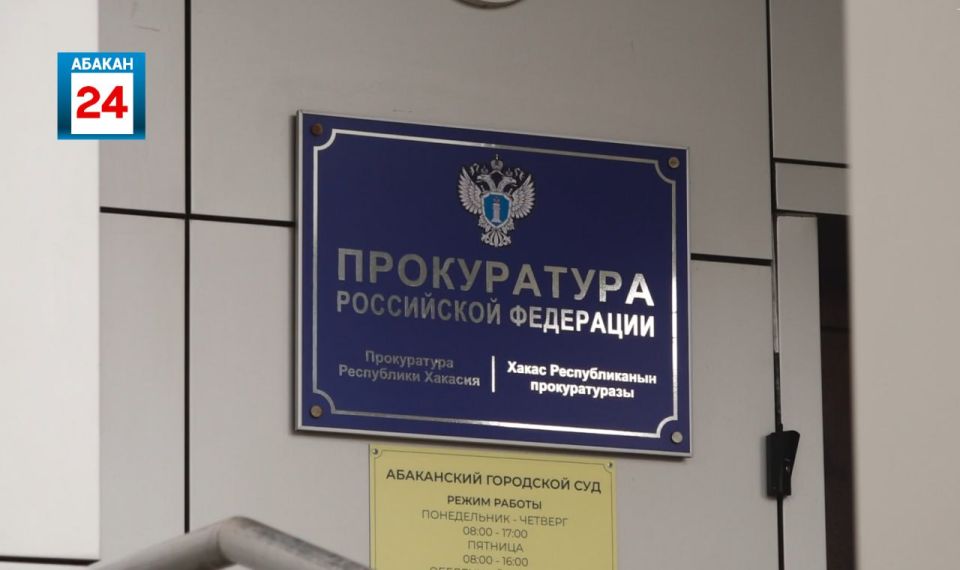 АБАКАН
24
ПРОКУРАТУРА
РОССИЙСКОЙ ФЕДЕРАЦИИ
Прокуратура
Республики Хакасия
Хакас Республиканын
прокуратуразы
АБАКАНСКИЙ ГОРОДСКОЙ СУД
РЕЖИМ РАБОТЫ
ПОНЕДЕЛЬНИК - ЧЕТВЕРГ
08:00 - 17:00
ПЯТНИЦА
08:00 - 16:00